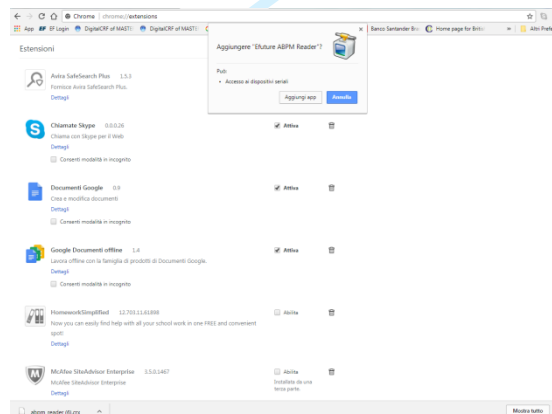 Chrome | chrome://extensions
App EF Login DigitalCRF of MASTE DigitalCRF of MASTE
Banco Santander Bra Home page for Britis » Altri Prefe
Estensioni
Aggiungere "Efuture ABPM Reader"?
Può:
• Accesso ai dispositivi seriali
Aggiungi app Annulla
Avira SafeSearch Plus 1.5.3
Fornisce Avira SafeSearch Plus.
Dettagli
Chiamate Skype 0.0.0.26 Attiva
Chiama con Skype per il Web
Dettagli
Consenti modalità in incognito
Documenti Google 0.9 Attiva
Crea e modifica documenti
Dettagli
Consenti modalità in incognito
Google Documenti offline 1.4 Attiva
Lavora offline con la famiglia di prodotti di Documenti Google.
Dettagli
Consenti modalità in incognito
HomeworkSimplified 12.703.11.61898 Abilita
Now you can easily find help with all your school work in one FREE and convenient
spot!
Dettagli
McAfee SiteAdvisor Enterprise 3.5.0.1467 Abilita
McAfee SiteAdvisor Enterprise
Installato da una
terza parte.
Dettagli
abpm_reader (6).crx Mostra tutto